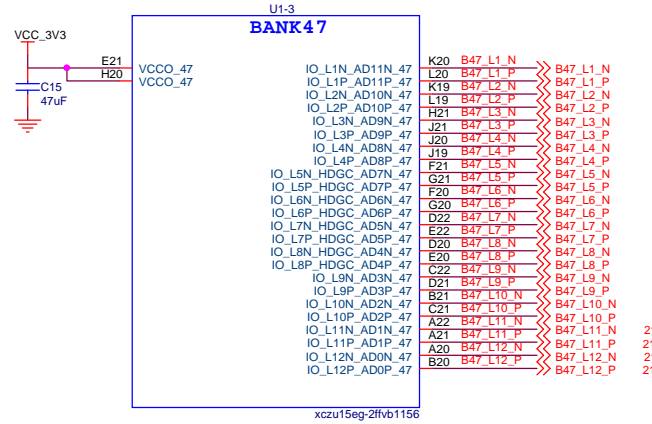 U1-3
BANK47
VCC_3V3
E21 VCCO_47
H20 VCCO_47
C15
47uF
IO_L1N_AD11N_47 K20 B47_L1_N B47_L1_N
IO_L1P_AD11P_47 L20 B47_L1_P B47_L1_P
IO_L2N_AD10N_47 K19 B47_L2_N B47_L2_N
IO_L2P_AD10P_47 L19 B47_L2_P B47_L2_P
IO_L3N_AD9N_47 H21 B47_L3_N B47_L3_N
IO_L3P_AD9P_47 J21 B47_L3_P B47_L3_P
IO_L4N_AD8N_47 J20 B47_L4_N B47_L4_N
IO_L4P_AD8P_47 J19 B47_L4_P B47_L4_P
IO_L5N_HDGC_AD7N_47 F21 B47_L5_N B47_L5_N
IO_L5P_HDGC_AD7P_47 G21 B47_L5_P B47_L5_P
IO_L6N_HDGC_AD6N_47 F20 B47_L6_N B47_L6_N
IO_L6P_HDGC_AD6P_47 G20 B47_L6_P B47_L6_P
IO_L7N_HDGC_AD5N_47 D22 B47_L7_N B47_L7_N
IO_L7P_HDGC_AD5P_47 E22 B47_L7_P B47_L7_P
IO_L8N_HDGC_AD4N_47 D20 B47_L8_N B47_L8_N
IO_L8P_HDGC_AD4P_47 E20 B47_L8_P B47_L8_P
IO_L9N_AD3N_47 C22 B47_L9_N B47_L9_N
IO_L9P_AD3P_47 D21 B47_L9_P B47_L9_P
IO_L10N_AD2N_47 B21 B47_L10_N B47_L10_N
IO_L10P_AD2P_47 C21 B47_L10_P B47_L10_P
IO_L11N_AD1N_47 A22 B47_L11_N B47_L11_N 2
IO_L11P_AD1P_47 A21 B47_L11_P B47_L11_P 2
IO_L12N_AD0N_47 A20 B47_L12_N B47_L12_N 2
IO_L12P_AD0P_47 B20 B47_L12_P B47_L12_P 2
xczu15eg-2ffvb1156